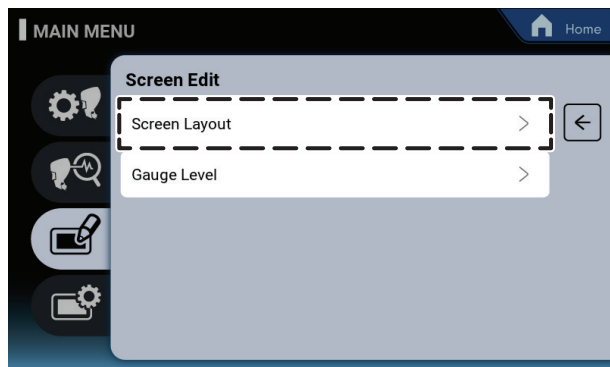 MAIN MENU
Home
Screen Edit
Screen Layout
Gauge Level